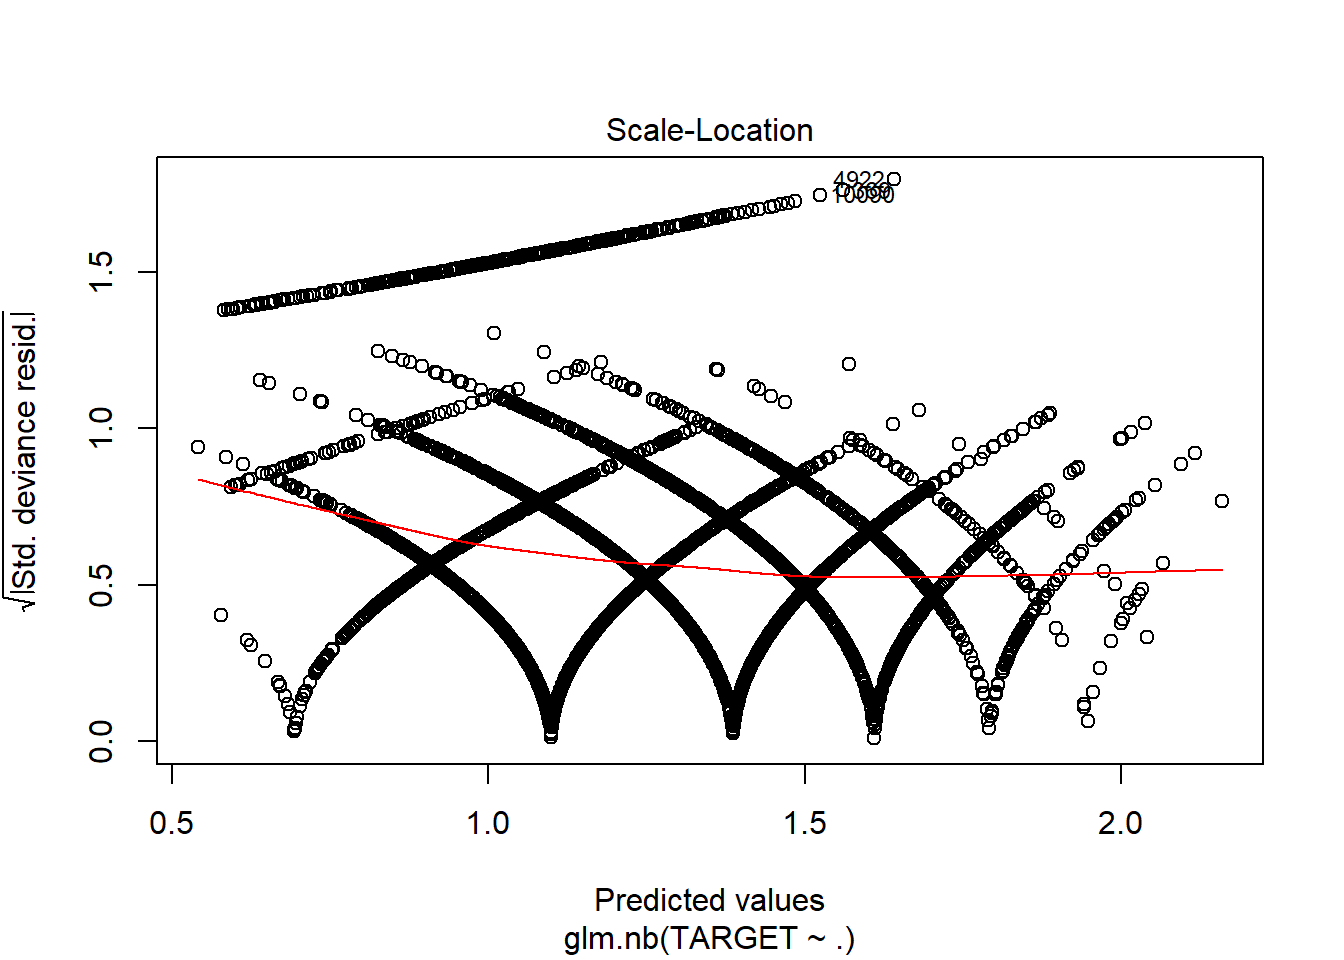 Scale-Location
4922
10090
1.5
1.0
0.5
0.0
√|Std. deviance resid.|
0.5 1.0 1.5 2.0
Predicted values
glm.nb(TARGET ~ .)